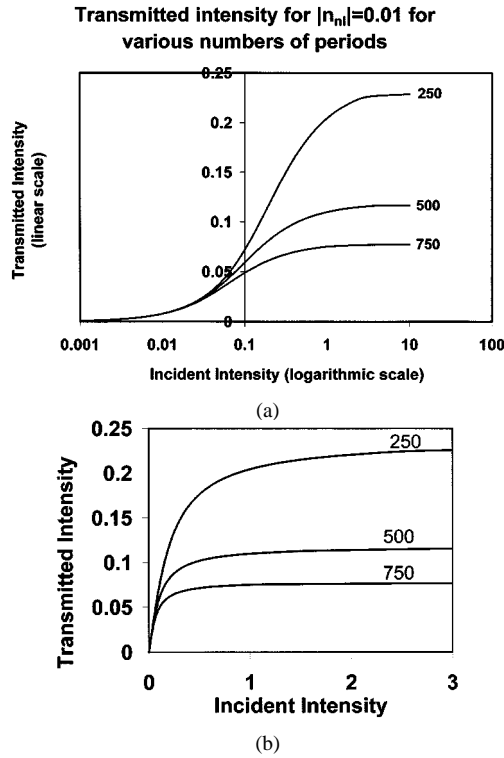 Transmitted intensity for |n_nl|=0.01 for
various numbers of periods
0.25
0.2
0.15
0.1
0.05
0
250
500
750
Transmitted Intensity
(linear scale)
0.001 0.01 0.1 1 10 100
Incident Intensity (logarithmic scale)
(a)
0.25
0.2
0.15
0.1
0.05
0
250
500
750
Transmitted Intensity
0 1 2 3
Incident Intensity
(b)